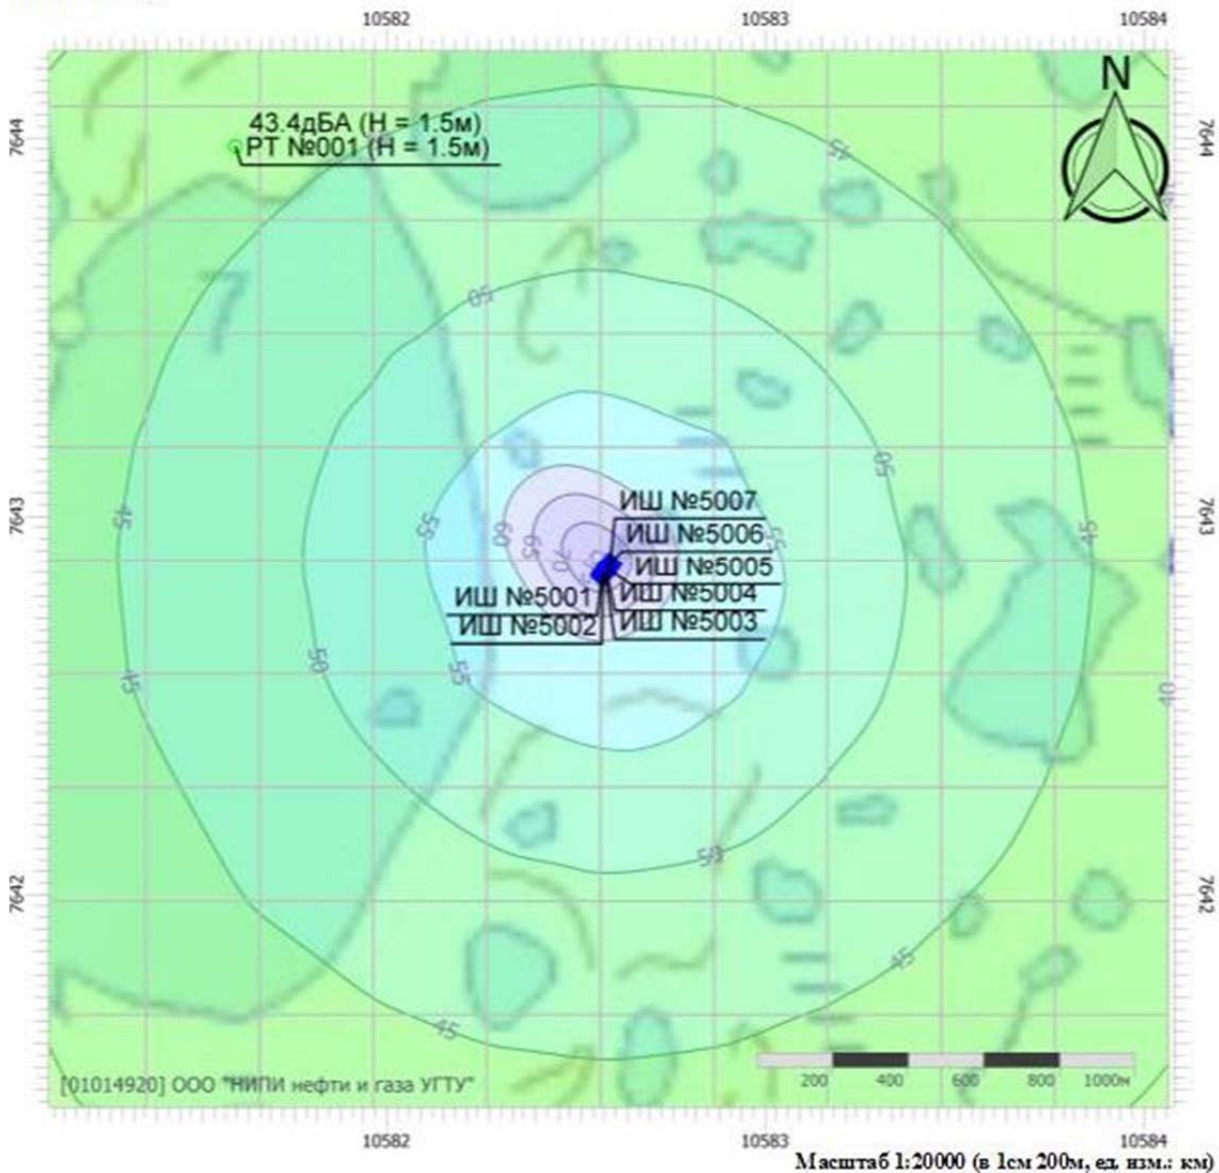 10582
10583
10584
N
43.4дБА (H = 1.5м)
РТ №001 (H = 1.5м)
7644
7644
45
50
50
45
55
60
65
70
55
45
7643
7643
ИШ №5007
ИШ №5006
ИШ №5005
ИШ №5001
ИШ №5004
ИШ №5002
ИШ №5003
45
50
55
40
50
7642
7642
45
45
[01014920] ООО "НИПИ нефти и газа УГТУ"
200
400
600
800
1000м
10582
10583
10584
Масштаб 1:20000 (в 1см 200м, ед. изм.: км)